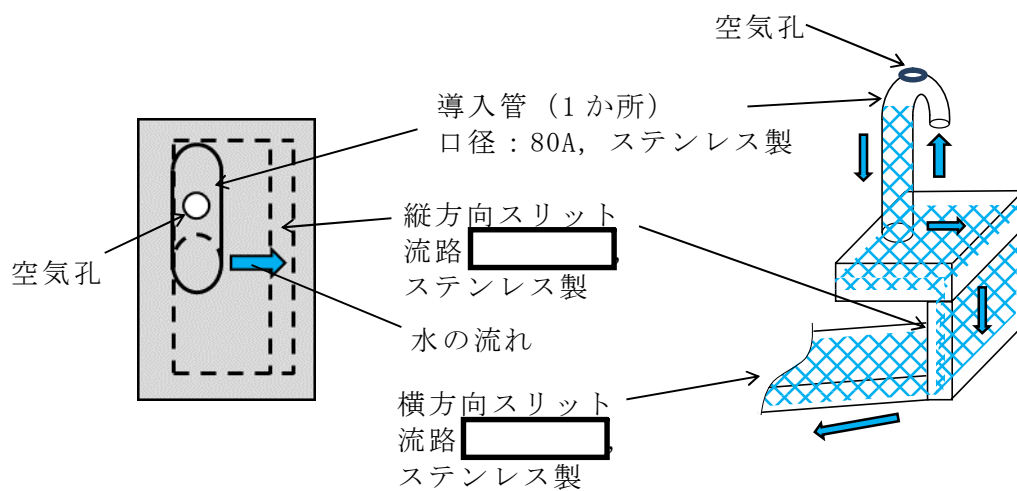 空気孔
導入管（1か所）
口径：80A, ステンレス製
縦方向スリット
流路　　　　,
ステンレス製
空気孔
水の流れ
横方向スリット
流路　　　　,
ステンレス製